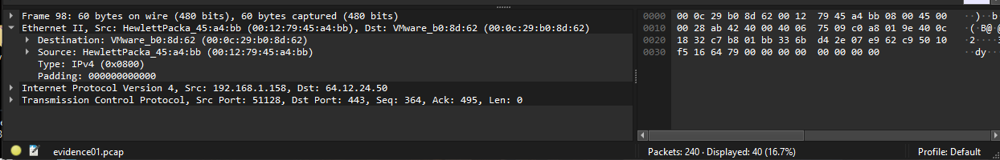 Frame 98: 60 bytes on wire (480 bits), 60 bytes captured (480 bits)
Ethernet II, Src: HewlettPacka_45:a4:bb (00:12:79:45:a4:bb), Dst: VMware_b0:8d:62 (00:0c:29:b0:8d:62)
Destination: VMware_b0:8d:62 (00:0c:29:b0:8d:62)
Source: HewlettPacka_45:a4:bb (00:12:79:45:a4:bb)
Type: IPv4 (0x0800)
Padding: 000000000000
Internet Protocol Version 4, Src: 192.168.1.158, Dst: 64.12.24.50
Transmission Control Protocol, Src Port: 51128, Dst Port: 443, Seq: 364, Ack: 495, Len: 0
0000 00 0c 29 b0 8d 62 00 12 79 45 a4 bb 08 00 45 00 ··)··b··
0010 00 28 ab 42 40 00 40 06 75 09 c0 a8 01 9e 40 0c ·(·B@·@·
0020 18 32 c7 b8 01 bb 33 6b d4 2e 07 e9 62 c9 50 10 ·2····3
0030 f5 16 64 79 00 00 00 00 00 00 00 00 ··dy····
evidence01.pcap
Packets: 240 · Displayed: 40 (16.7%)
Profile: Default